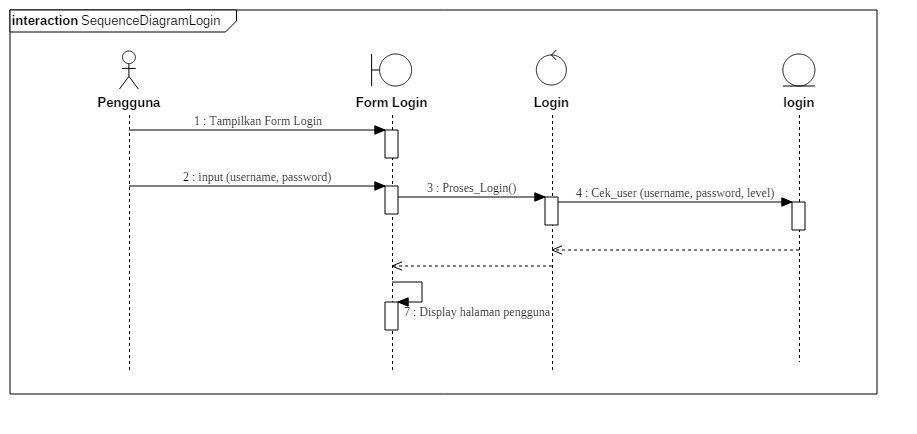 interaction SequenceDiagramLogin
Pengguna
Form Login
Login
login
1 : Tampilkan Form Login
2 : input (username, password)
3 : Proses_Login()
4 : Cek_user (username, password, level)
7 : Display halaman pengguna